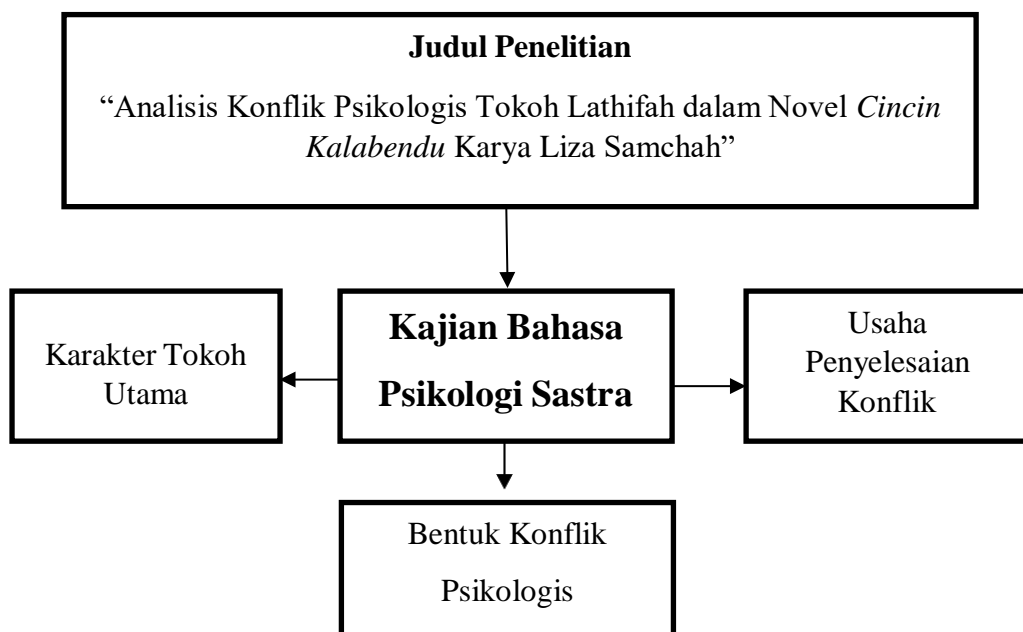 Judul Penelitian
“Analisis Konflik Psikologis Tokoh Lathifah dalam Novel Cincin
Kalabendu Karya Liza Samchah”
Karakter Tokoh
Utama
Kajian Bahasa
Psikologi Sastra
Usaha
Penyelesaian
Konflik
Bentuk Konflik
Psikologis